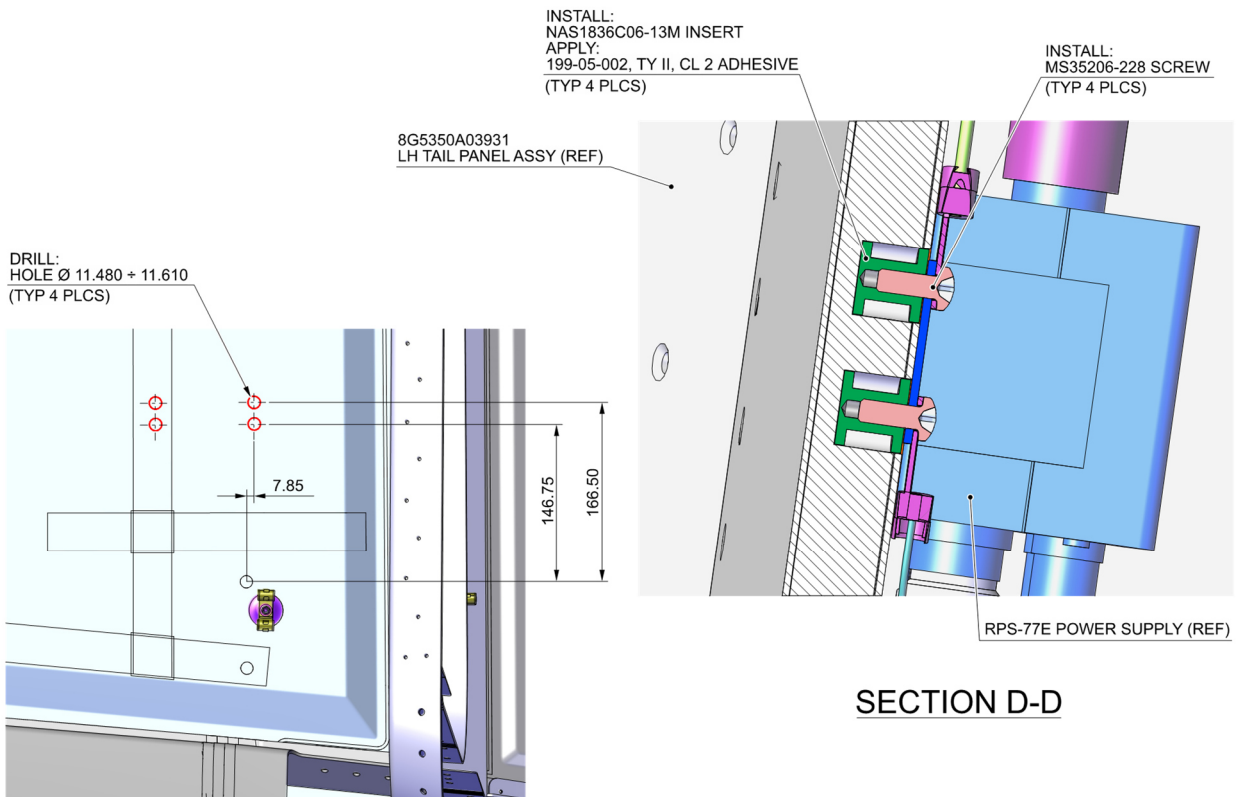 INSTALL:
NAS1836C06-13M INSERT
APPLY:
199-05-002, TY II, CL 2 ADHESIVE
(TYP 4 PLCS)
INSTALL:
MS35206-228 SCREW
(TYP 4 PLCS)
8G5350A03931
LH TAIL PANEL ASSY (REF)
DRILL:
HOLE Ø 11.480 ÷ 11.610
(TYP 4 PLCS)
7.85
146.75
166.50
RPS-77E POWER SUPPLY (REF)
SECTION D-D